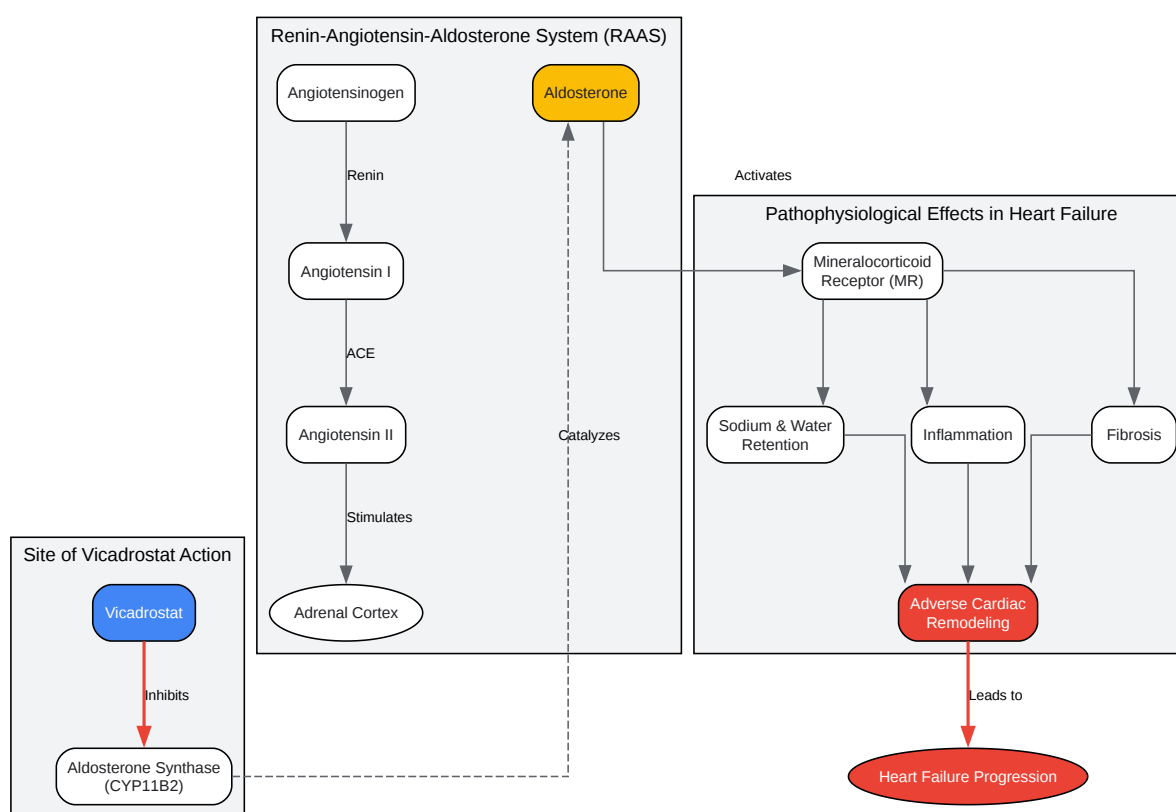 Renin-Angiotensin-Aldosterone System (RAAS)
Angiotensinogen
Aldosterone
Renin
Activates
Pathophysiological Effects in Heart Failure
Angiotensin I
Mineralocorticoid
Receptor (MR)
ACE
Angiotensin II
Catalyzes
Sodium & Water
Retention
Inflammation
Fibrosis
Stimulates
Site of Vicadrostat Action
Vicadrostat
Adrenal Cortex
Adverse Cardiac
Remodeling
Inhibits
Leads to
Aldosterone Synthase
(CYP11B2)
Heart Failure Progression